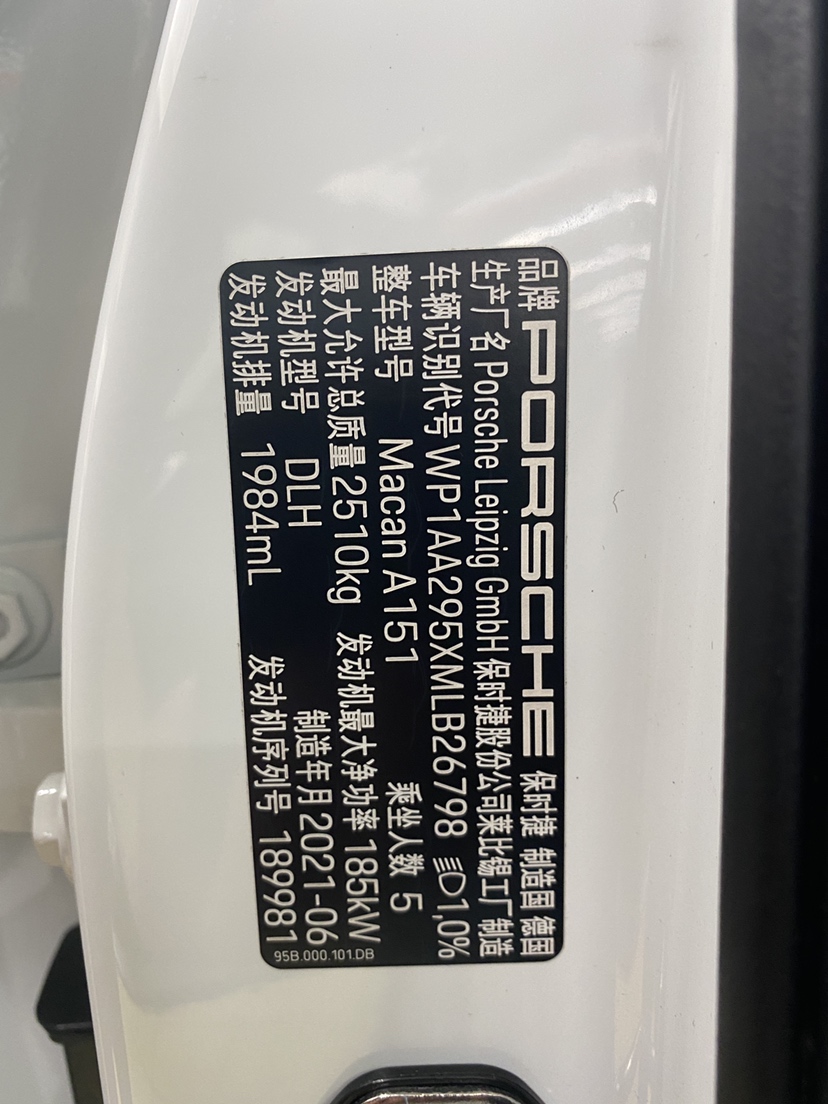 品牌 PORSCHE 保时捷 制造国 德国
生产厂名 Porsche Leipzig GmbH 保时捷股份公司莱比锡工厂 制造
车辆识别代号 WP1AA295XMLB26798 1,0%
整车型号 Macan A151 乘坐人数 5
最大允许总质量 2510kg 发动机最大净功率 185kW
发动机型号 DLH 制造年月 2021-06
发动机排量 1984mL 发动机序列号 189981
95B.000.101.DB